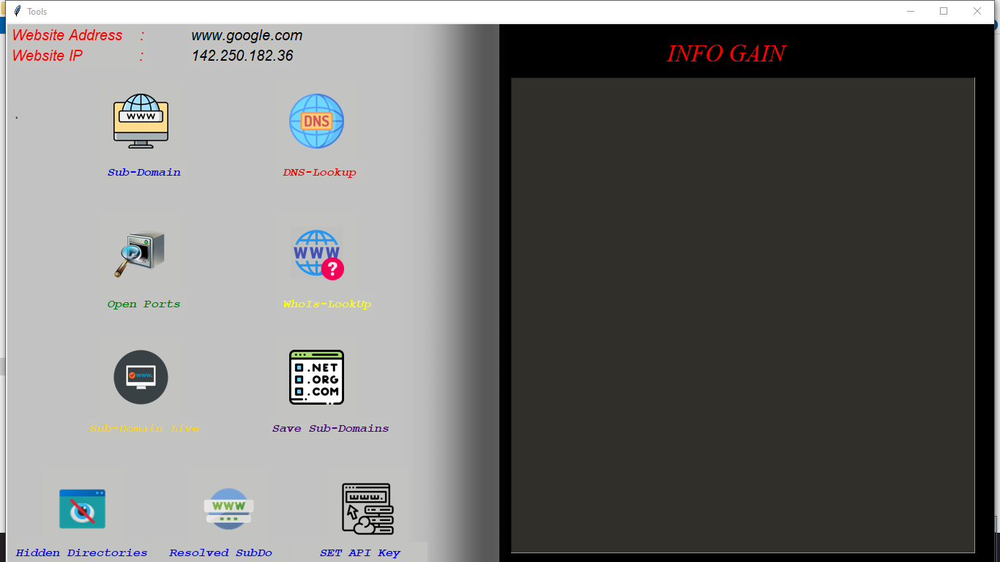 Tools
Website Address : www.google.com
Website IP : 142.250.182.36
INFO GAIN
WWW
DNS
Sub-Domain
DNS-Lookup
WWW
?
Open Ports
WhoIs-LookUp
www.
.NET
.ORG
.COM
Sub-Domain Live
Save Sub-Domains
WWW
www.
Hidden Directories
Resolved SubDo
SET API Key